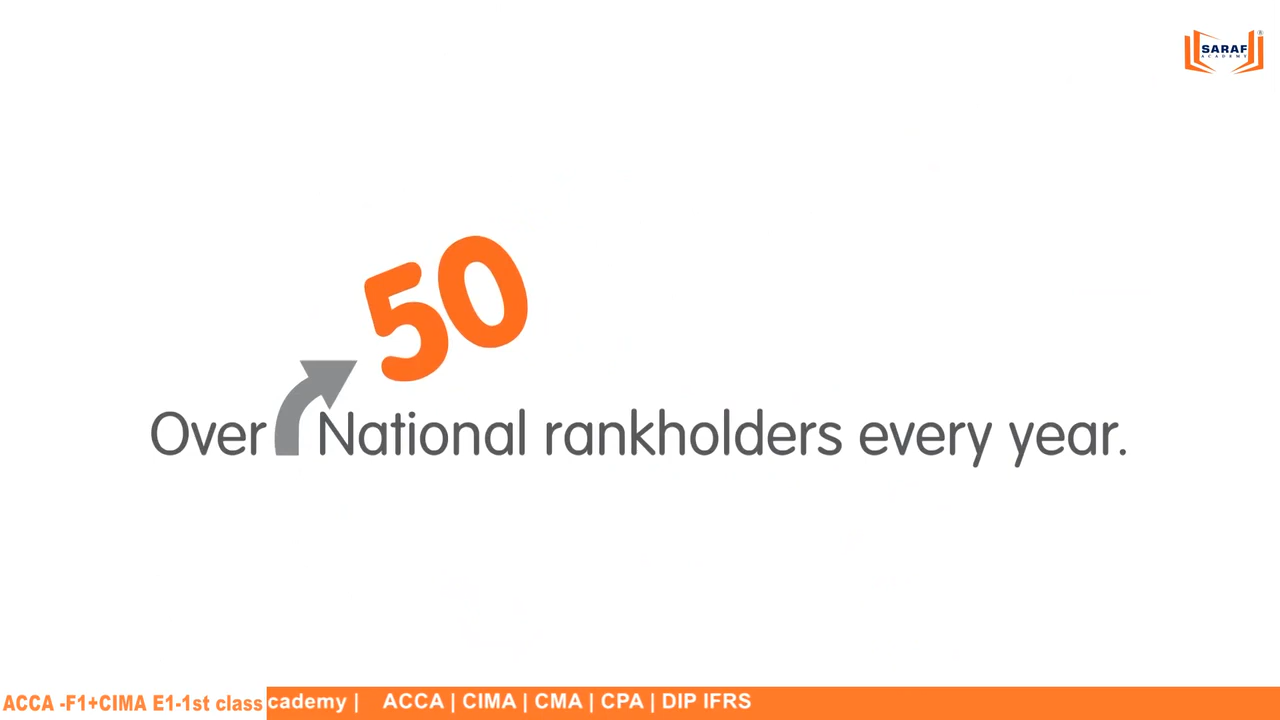 SARAF
ACADEMY
50
Over National rankholders every year.
ACCA -F1+CIMA E1-1st class
cademy | ACCA | CIMA | CMA | CPA | DIP IFRS